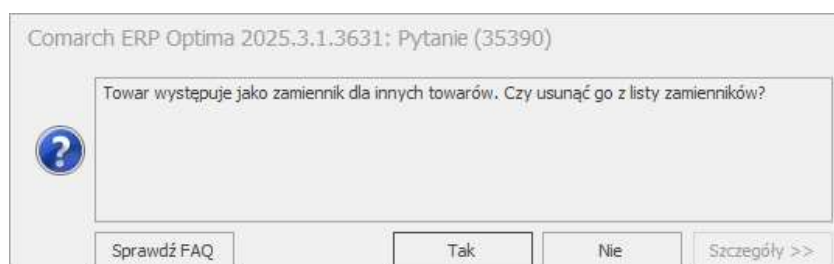 Comarch ERP Optima 2025.3.1.3631: Pytanie (35390)
Towar występuje jako zamiennik dla innych towarów. Czy usunąć go z listy zamienników?
?
Sprawdź FAQ Tak Nie Szczegóły >>